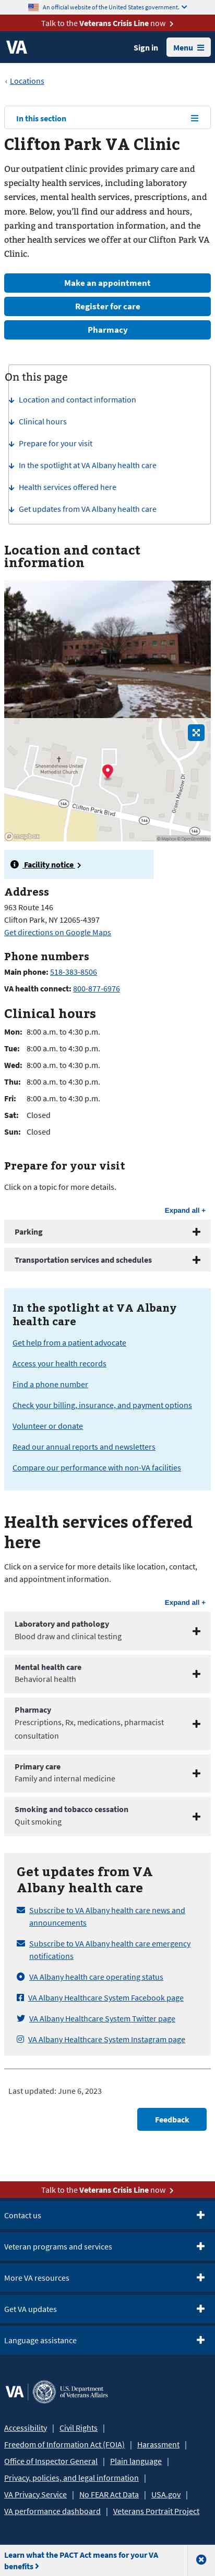 An official website of the United States government.
Talk to the Veterans Crisis Line now
VA
Sign in
Menu
Locations
In this section
Clifton Park VA Clinic
Our outpatient clinic provides primary care and
specialty health services, including laboratory
services, mental health services, prescriptions, and
more. Below, you'll find our address and hours,
parking and transportation information, and the
other health services we offer at our Clifton Park VA
Clinic.
Make an appointment
Register for care
Pharmacy
On this page
Location and contact information
Clinical hours
Prepare for your visit
In the spotlight at VA Albany health care
Health services offered here
Get updates from VA Albany health care
Location and contact
information
Shenendehowa United
Methodist Church
Clifton Park Road
Grant Meadow Dr
146
146
146
mapbox
© Mapbox © OpenStreetMap
Facility notice
Address
963 Route 146
Clifton Park, NY 12065-4397
Get directions on Google Maps
Phone numbers
Main phone: 518-383-8506
VA health connect: 800-877-6976
Clinical hours
Mon: 8:00 a.m. to 4:30 p.m.
Tue: 8:00 a.m. to 4:30 p.m.
Wed: 8:00 a.m. to 4:30 p.m.
Thu: 8:00 a.m. to 4:30 p.m.
Fri: 8:00 a.m. to 4:30 p.m.
Sat: Closed
Sun: Closed
Prepare for your visit
Click on a topic for more details.
Expand all +
Parking
Transportation services and schedules
In the spotlight at VA Albany
health care
Get help from a patient advocate
Access your health records
Find a phone number
Check your billing, insurance, and payment options
Volunteer or donate
Read our annual reports and newsletters
Compare our performance with non-VA facilities
Health services offered
here
Click on a service for more details like location, contact,
and appointment information.
Expand all +
Laboratory and pathology
Blood draw and clinical testing
Mental health care
Behavioral health
Pharmacy
Prescriptions, Rx, medications, pharmacist
consultation
Primary care
Family and internal medicine
Smoking and tobacco cessation
Quit smoking
Get updates from VA
Albany health care
Subscribe to VA Albany health care news and
announcements
Subscribe to VA Albany health care emergency
notifications
VA Albany health care operating status
VA Albany Healthcare System Facebook page
VA Albany Healthcare System Twitter page
VA Albany Healthcare System Instagram page
Last updated: June 6, 2023
Feedback
Talk to the Veterans Crisis Line now
Contact us
Veteran programs and services
More VA resources
Get VA updates
Language assistance
VA
U.S. Department
of Veterans Affairs
Accessibility
Civil Rights
Freedom of Information Act (FOIA)
Harassment
Office of Inspector General
Plain language
Privacy, policies, and legal information
VA Privacy Service
No FEAR Act Data
USA.gov
VA performance dashboard
Veterans Portrait Project
Learn what the PACT Act means for your VA
benefits